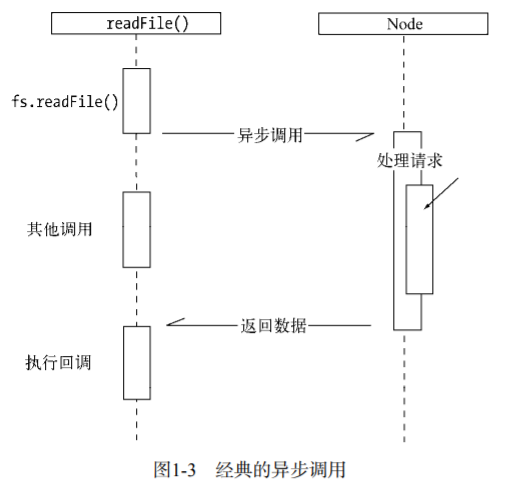 readFile()
Node
fs.readFile()
异步调用
处理请求
其他调用
返回数据
执行回调
图1-3 经典的异步调用